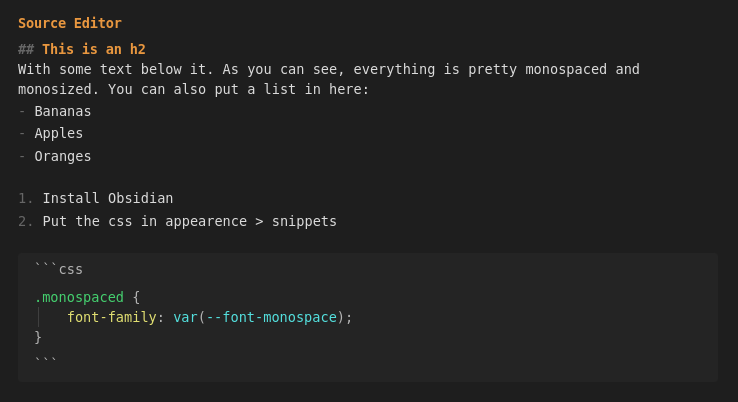 Source Editor
## This is an h2
With some text below it. As you can see, everything is pretty monospaced and
monosized. You can also put a list in here:
- Bananas
- Apples
- Oranges
1. Install Obsidian
2. Put the css in appearence > snippets
```css
.monospaced {
    font-family: var(--font-monospace);
}
```